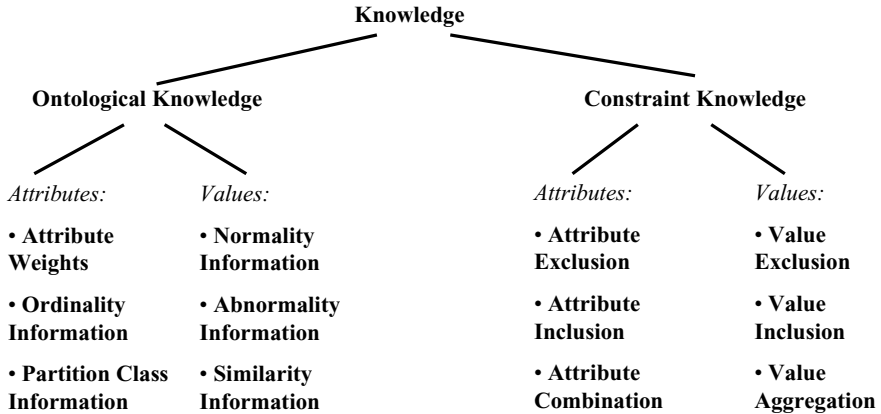 Knowledge
Ontological Knowledge
Constraint Knowledge
Attributes:
• Attribute
Weights
• Ordinality
Information
• Partition Class
Information
Values:
• Normality
Information
• Abnormality
Information
• Similarity
Information
Attributes:
• Attribute
Exclusion
• Attribute
Inclusion
• Attribute
Combination
Values:
• Value
Exclusion
• Value
Inclusion
• Value
Aggregation